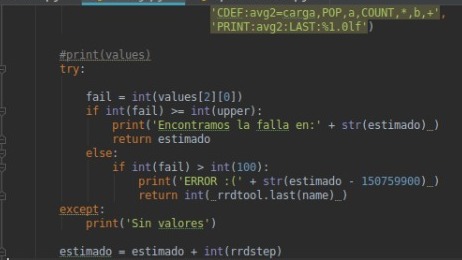 'CDEF:avg2=carga,POP,a,COUNT,*,b,+',
'PRINT:avg2:LAST:%1.0lf')
#print(values)
try:
fail = int(values[2][0])
if int(fail) >= int(upper):
print('Encontramos la falla en:' + str(estimado)_)
return estimado
else:
if int(fail) > int(100):
print('ERROR :(' + str(estimado - 150759900)_)
return int(_rrdtool.last(name)_)
except:
print('Sin valores')
estimado = estimado + int(rrdstep)